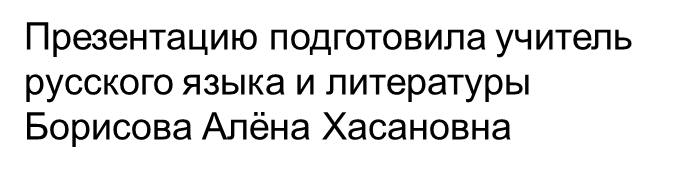 Презентацию подготовила учитель
русского языка и литературы
Борисова Алёна Хасановна